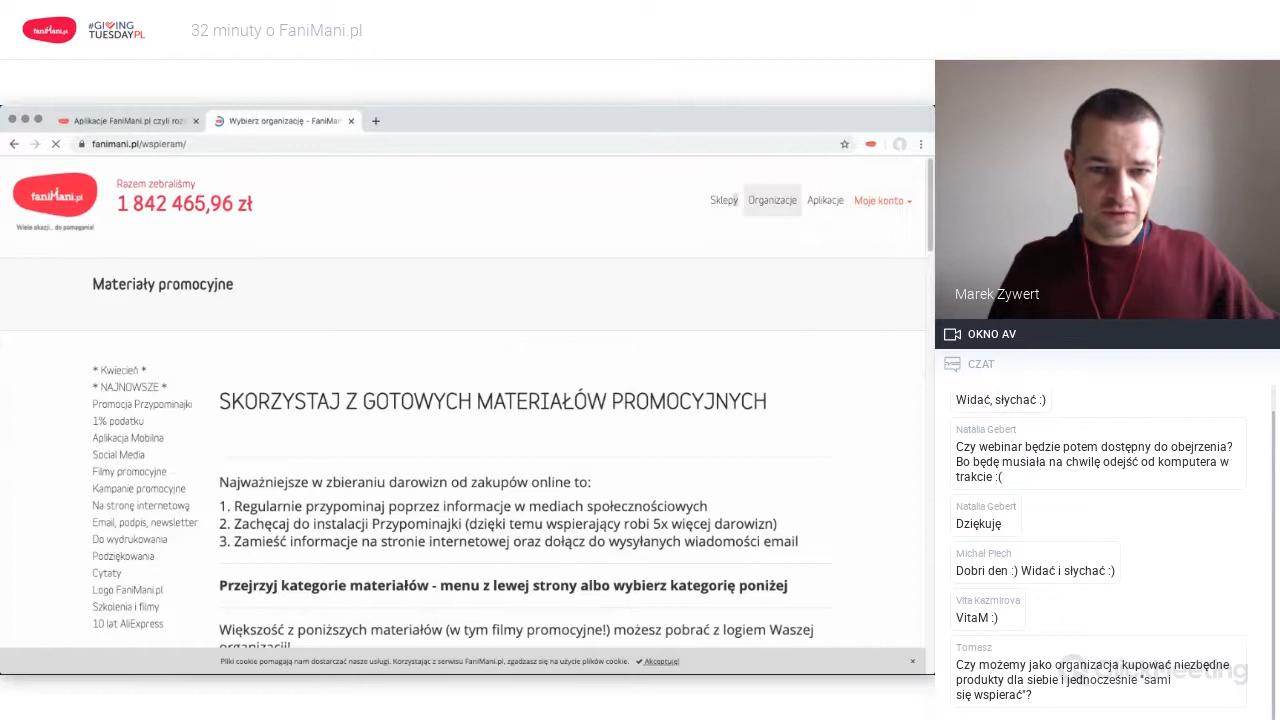 faniMani.pl
#GIVING
TUESDAYPL
32 minuty o FaniMani.pl
Aplikacje FaniMani.pl czyli rozs
Wybierz organizację - FaniMan
fanimani.pl/wspieram/
faniMani.pl
Wiele okazji... do pomagania!
Razem zebraliśmy
1 842 465,96 zł
Sklepy
Organizacje
Aplikacje
Moje konto
Materiały promocyjne
* Kwiecień *
* NAJNOWSZE *
Promocja Przypominajki
1% podatku
Aplikacja Mobilna
Social Media
Filmy promocyjne
Kampanie promocyjne
Na stronę internetową
Email, podpis, newsletter
Do wydrukowania
Podziękowania
Cytaty
Logo FaniMani.pl
Szkolenia i filmy
10 lat AliExpress
SKORZYSTAJ Z GOTOWYCH MATERIAŁÓW PROMOCYJNYCH
Najważniejsze w zbieraniu darowizn od zakupów online to:
1. Regularnie przypominaj poprzez informacje w mediach społecznościowych
2. Zachęcaj do instalacji Przypominajki (dzięki temu wspierający robi 5x więcej darowizn)
3. Zamieść informacje na stronie internetowej oraz dołącz do wysyłanych wiadomości email
Przejrzyj kategorie materiałów - menu z lewej strony albo wybierz kategorię poniżej
Większość z poniższych materiałów (w tym filmy promocyjne!) możesz pobrać z logiem Waszej
organizacji!
Pliki cookie pomagają nam dostarczać nasze usługi. Korzystając z serwisu FaniMani.pl, zgadzasz się na użycie plików cookie.
Akceptuję!
Marek Zywert
OKNO AV
CZAT
Widać, słychać :)
Natalia Gebert
Czy webinar będzie potem dostępny do obejrzenia?
Bo będę musiała na chwilę odejść od komputera w
trakcie :(
Natalia Gebert
Dziękuję
Michał Piech
Dobri den :) Widać i słychać :)
Vita Kazmirova
VitaM :)
Tomasz
Czy możemy jako organizacja kupować niezbędne
produkty dla siebie i jednocześnie "sami
się wspierać"?
ClickMeeting